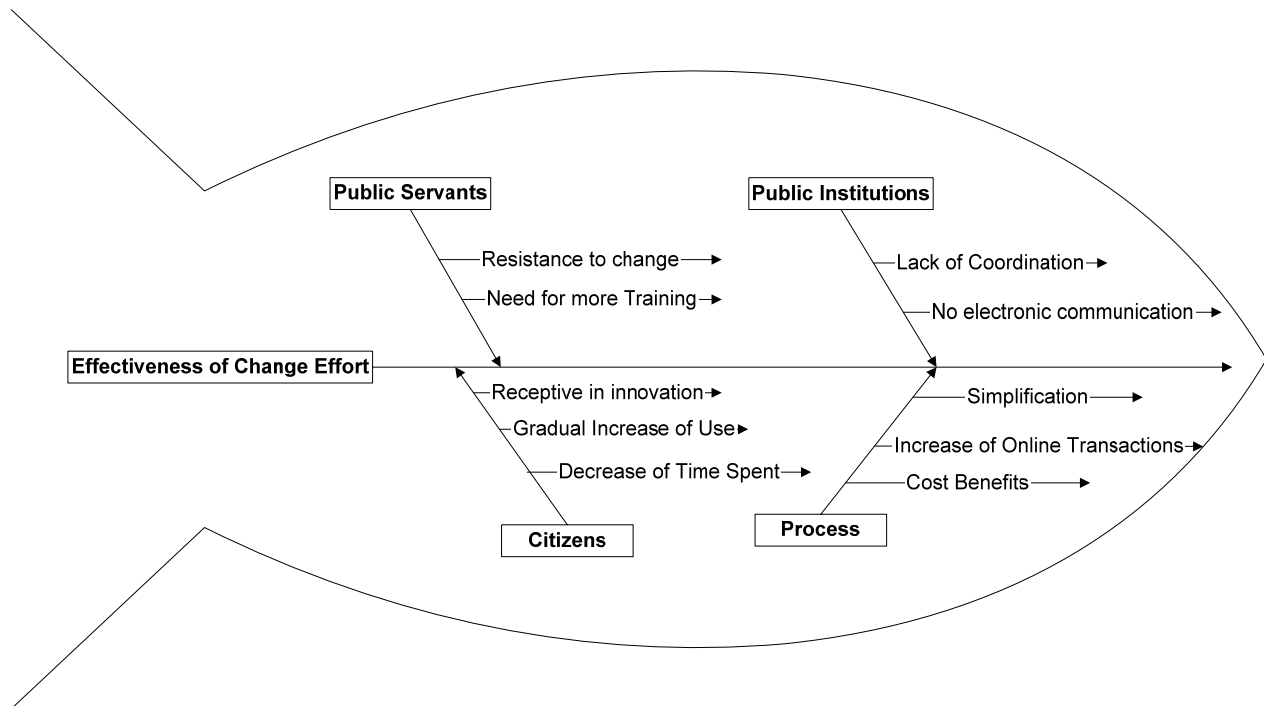 Public Servants
Public Institutions
Resistance to change
Lack of Coordination
Need for more Training
No electronic communication
Effectiveness of Change Effort
Receptive in innovation
Simplification
Gradual Increase of Use
Increase of Online Transactions
Decrease of Time Spent
Cost Benefits
Citizens
Process